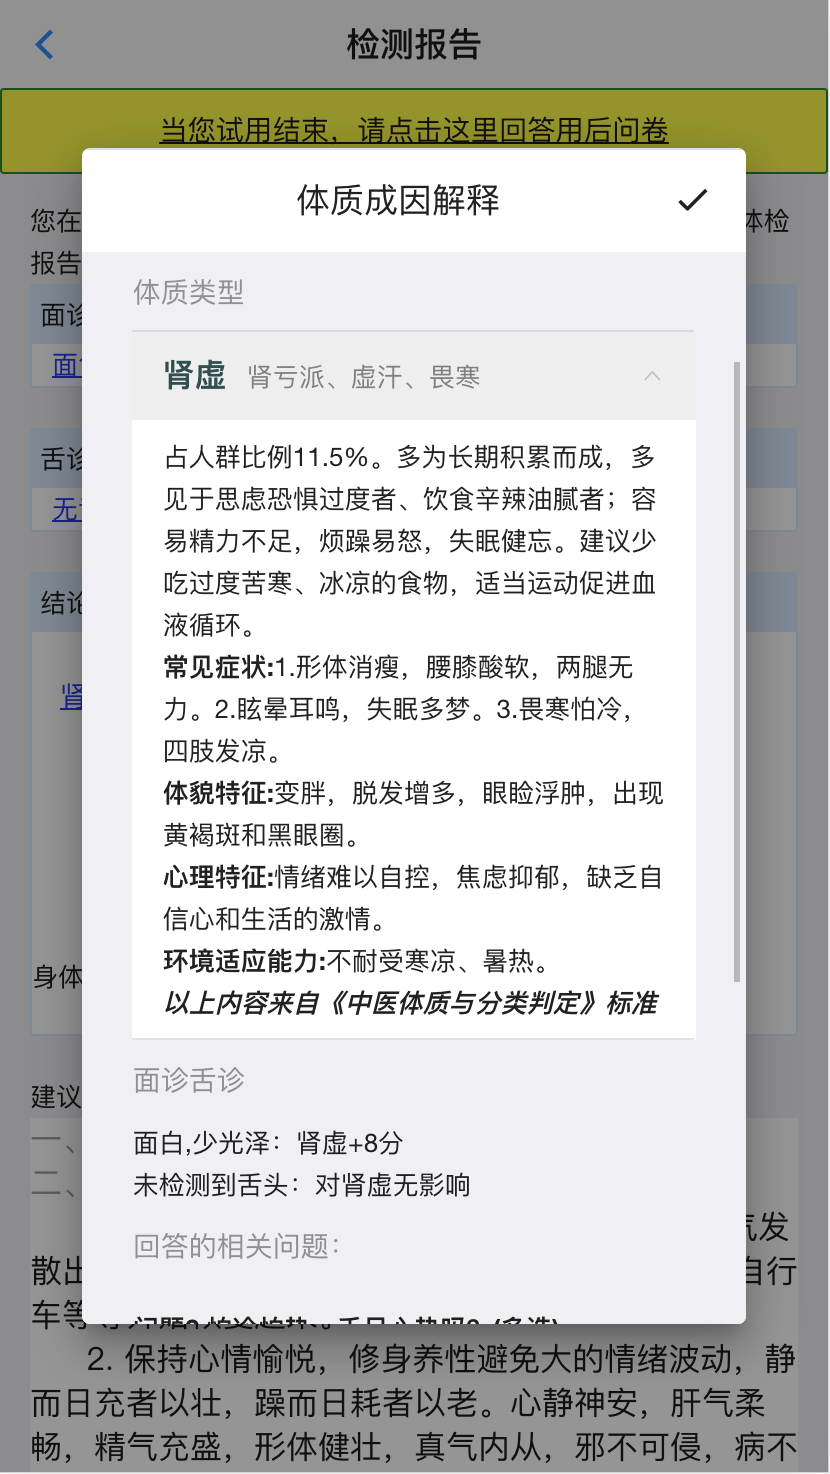 检测报告
当您试用结束，请点击这里回答用后问卷
您在
体检
报告
体质成因解释
体质类型
面诊
肾虚 肾亏派、虚汗、畏寒
占人群比例11.5%。多为长期积累而成，多
见于思虑恐惧过度者、饮食辛辣油腻者；容
易精力不足，烦躁易怒，失眠健忘。建议少
吃过度苦寒、冰凉的食物，适当运动促进血
液循环。
常见症状:1.形体消瘦，腰膝酸软，两腿无
力。2.眩晕耳鸣，失眠多梦。3.畏寒怕冷，
四肢发凉。
体貌特征:变胖，脱发增多，眼睑浮肿，出现
黄褐斑和黑眼圈。
心理特征:情绪难以自控，焦虑抑郁，缺乏自
信心和生活的激情。
环境适应能力:不耐受寒凉、暑热。
以上内容来自《中医体质与分类判定》标准
面诊舌诊
面白,少光泽：肾虚+8分
未检测到舌头：对肾虚无影响
回答的相关问题：
舌诊
结论
肾
身体
建议
一、
二、
气发
散出
自行
车等
2. 保持心情愉悦，修身养性避免大的情绪波动，静
而日充者以壮，躁而日耗者以老。心静神安，肝气柔
畅，精气充盛，形体健壮，真气内从，邪不可侵，病不